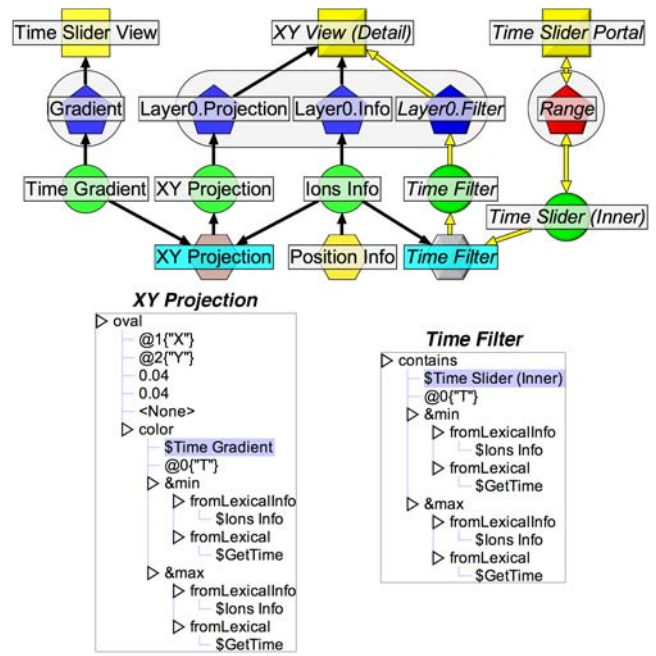 Time Slider View
XY View (Detail)
Time Slider Portal
Gradient
Layer0.Projection
Layer0.Info
Layer0.Filter
Range
Time Gradient
XY Projection
Ions Info
Time Filter
Time Slider (Inner)
XY Projection
Position Info
Time Filter
XY Projection
oval
@1{"X"}
@2{"Y"}
0.04
0.04
<None>
color
$Time Gradient
@0{"T"}
&min
fromLexicalInfo
$Ions Info
fromLexical
$GetTime
&max
fromLexicalInfo
$Ions Info
fromLexical
$GetTime
Time Filter
contains
$Time Slider (Inner)
@0{"T"}
&min
fromLexicalInfo
$Ions Info
fromLexical
$GetTime
&max
fromLexicalInfo
$Ions Info
fromLexical
$GetTime